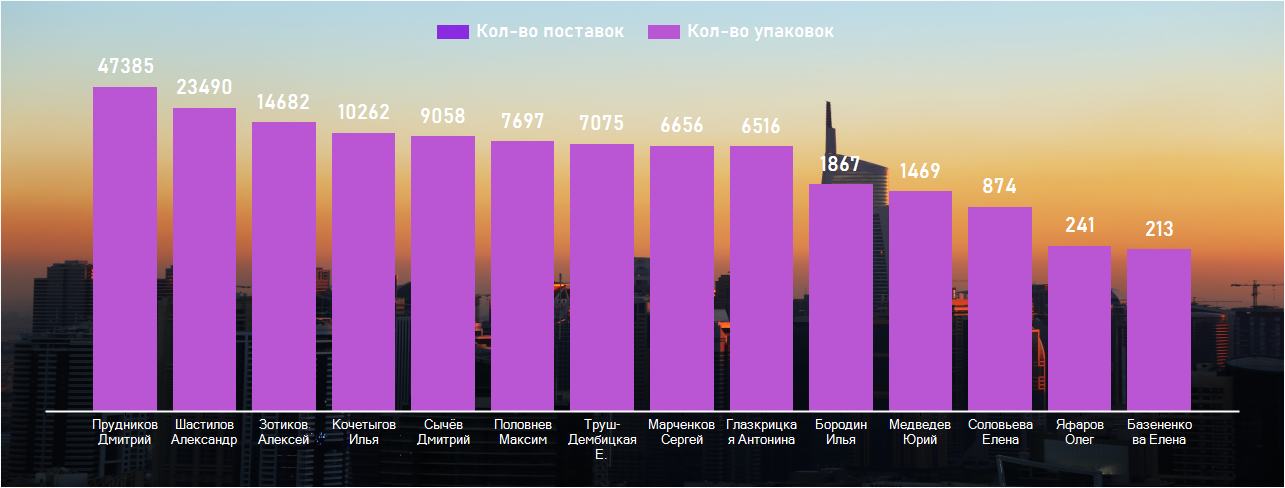 Кол-во поставок Кол-во упаковок
47385 23490 14682 10262 9058 7697 7075 6656 6516 1867 1469 874 241 213
Прудников Шастилов Зотиков Кочетыгов Сычёв Половнев Труш- Марченков Глазкрицка Бородин Медведев Соловьева Яфаров Базененко
Дмитрий Александр Алексей Илья Дмитрий Максим Дембицкая Сергей я Антонина Илья Юрий Елена Олег ва Елена
Е.